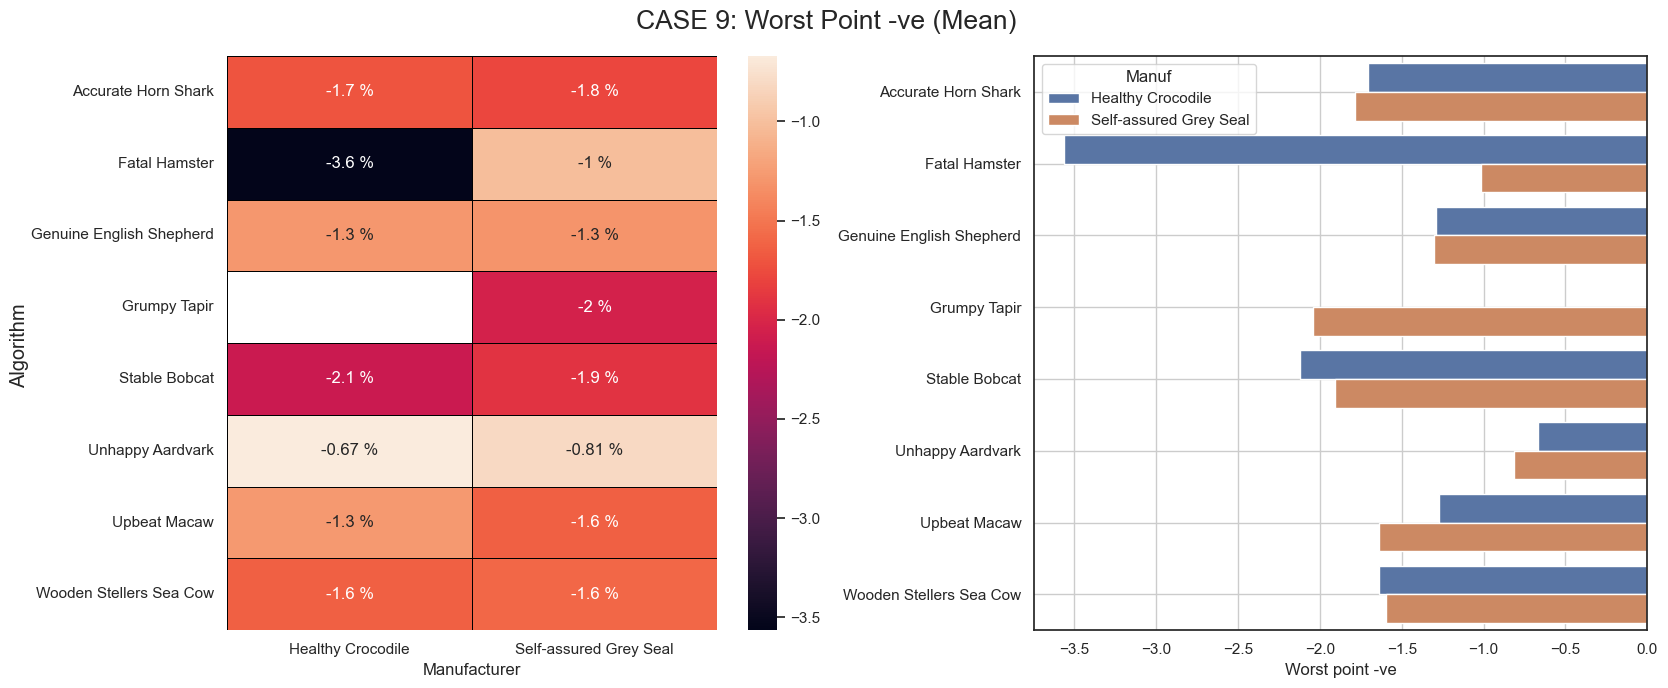 CASE 9: Worst Point -ve (Mean)
Algorithm
Accurate Horn Shark
-1.7 %
-1.8 %
Fatal Hamster
-3.6 %
-1 %
Genuine English Shepherd
-1.3 %
-1.3 %
Grumpy Tapir
-2 %
Stable Bobcat
-2.1 %
-1.9 %
Unhappy Aardvark
-0.67 %
-0.81 %
Upbeat Macaw
-1.3 %
-1.6 %
Wooden Stellers Sea Cow
-1.6 %
-1.6 %
Healthy Crocodile
Self-assured Grey Seal
Manufacturer
−1.0
−1.5
−2.0
−2.5
−3.0
−3.5
Manuf
Healthy Crocodile
Self-assured Grey Seal
Accurate Horn Shark
Fatal Hamster
Genuine English Shepherd
Grumpy Tapir
Stable Bobcat
Unhappy Aardvark
Upbeat Macaw
Wooden Stellers Sea Cow
−3.5
−3.0
−2.5
−2.0
−1.5
−1.0
−0.5
0.0
Worst point -ve